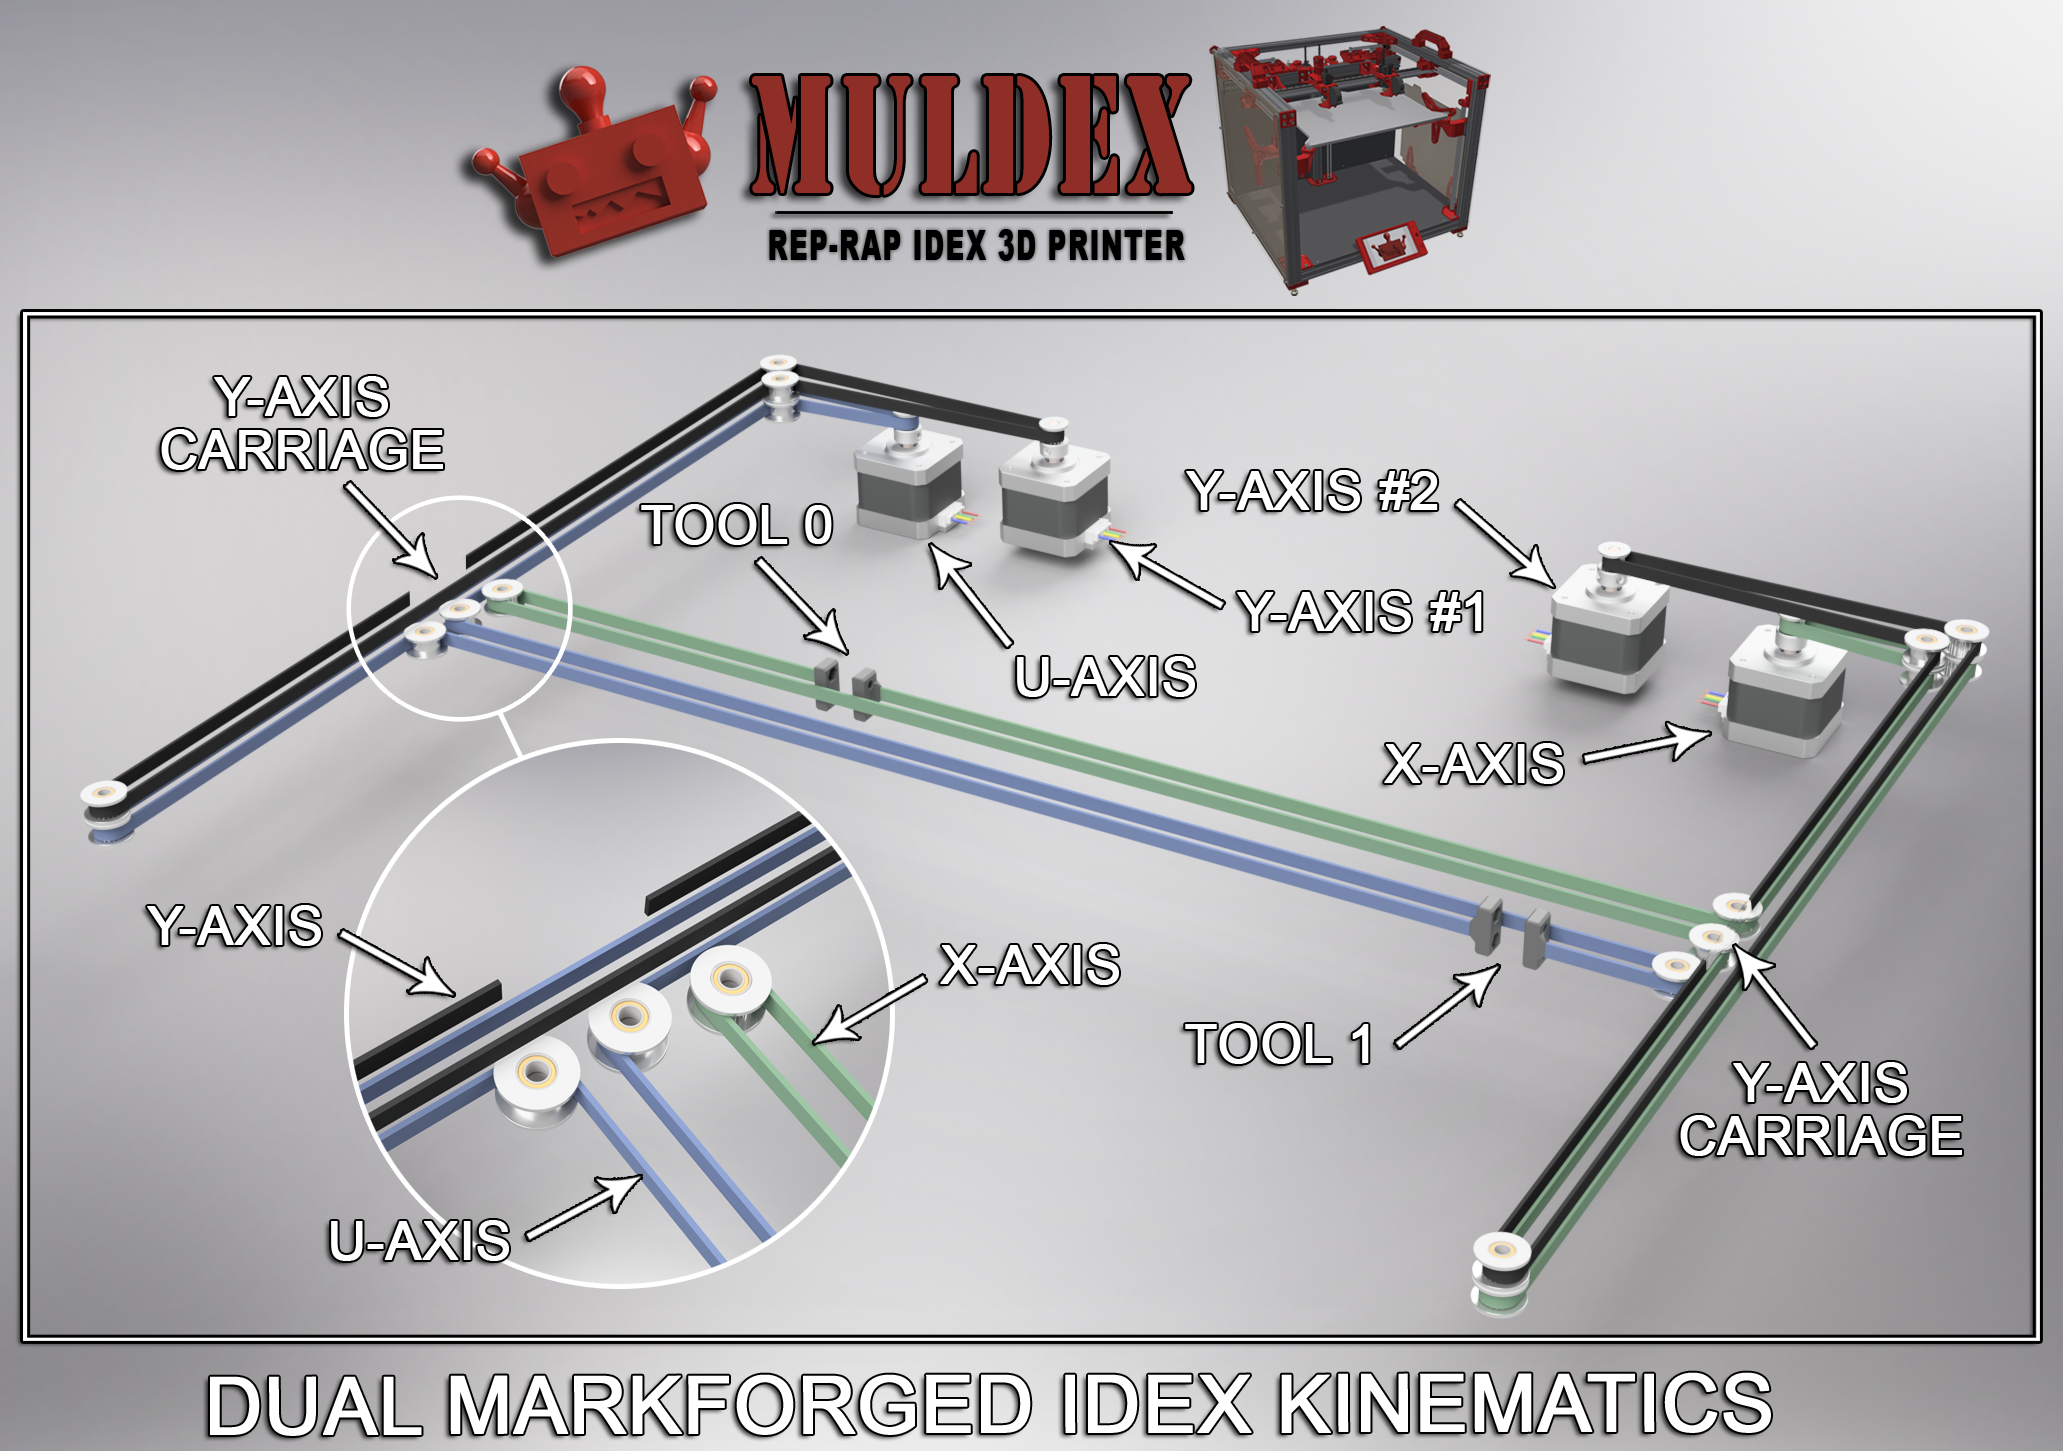 MULDEX
REP-RAP IDEX 3D PRINTER
Y-AXIS
CARRIAGE
TOOL 0
Y-AXIS #2
Y-AXIS #1
U-AXIS
X-AXIS
Y-AXIS
X-AXIS
TOOL 1
Y-AXIS
CARRIAGE
U-AXIS
DUAL MARKFORGED IDEX KINEMATICS